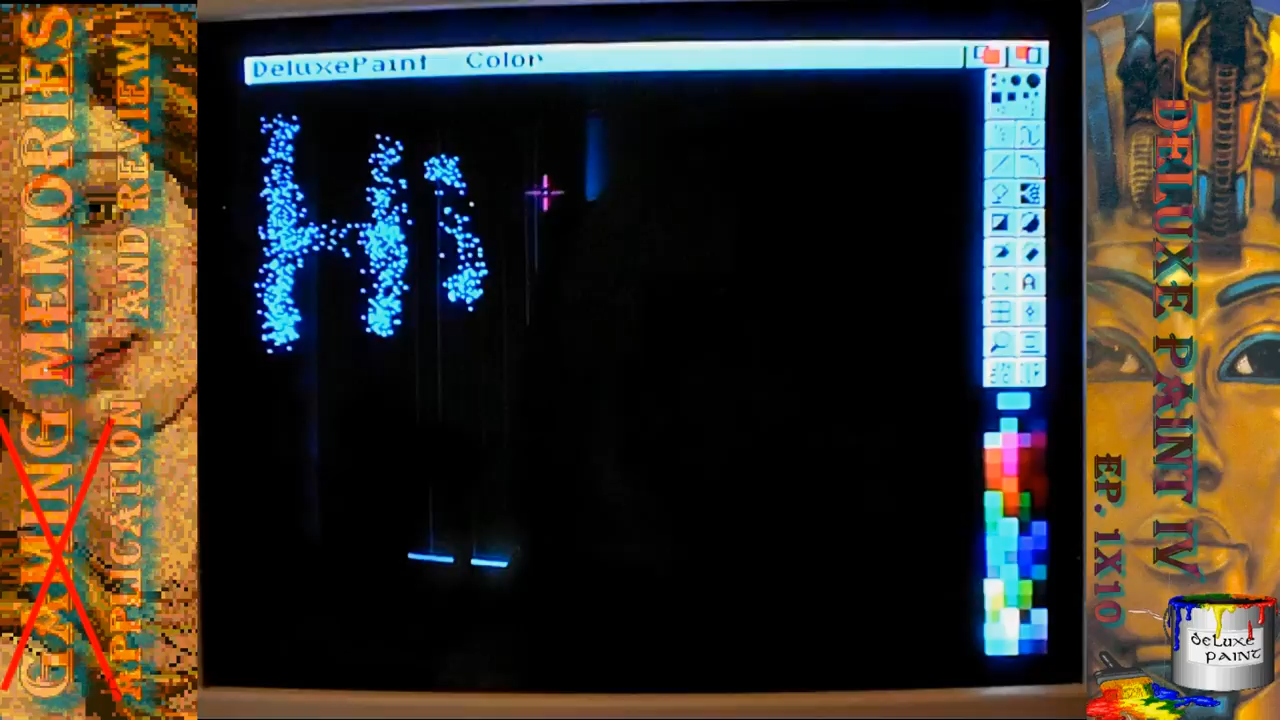 GAMING MEMORIES
AND REVIEW
APPLICATION
DeluxePaint Color
Hi
A
DELUXE PAINT IV
EP. 1X10
deluxe
PAINT